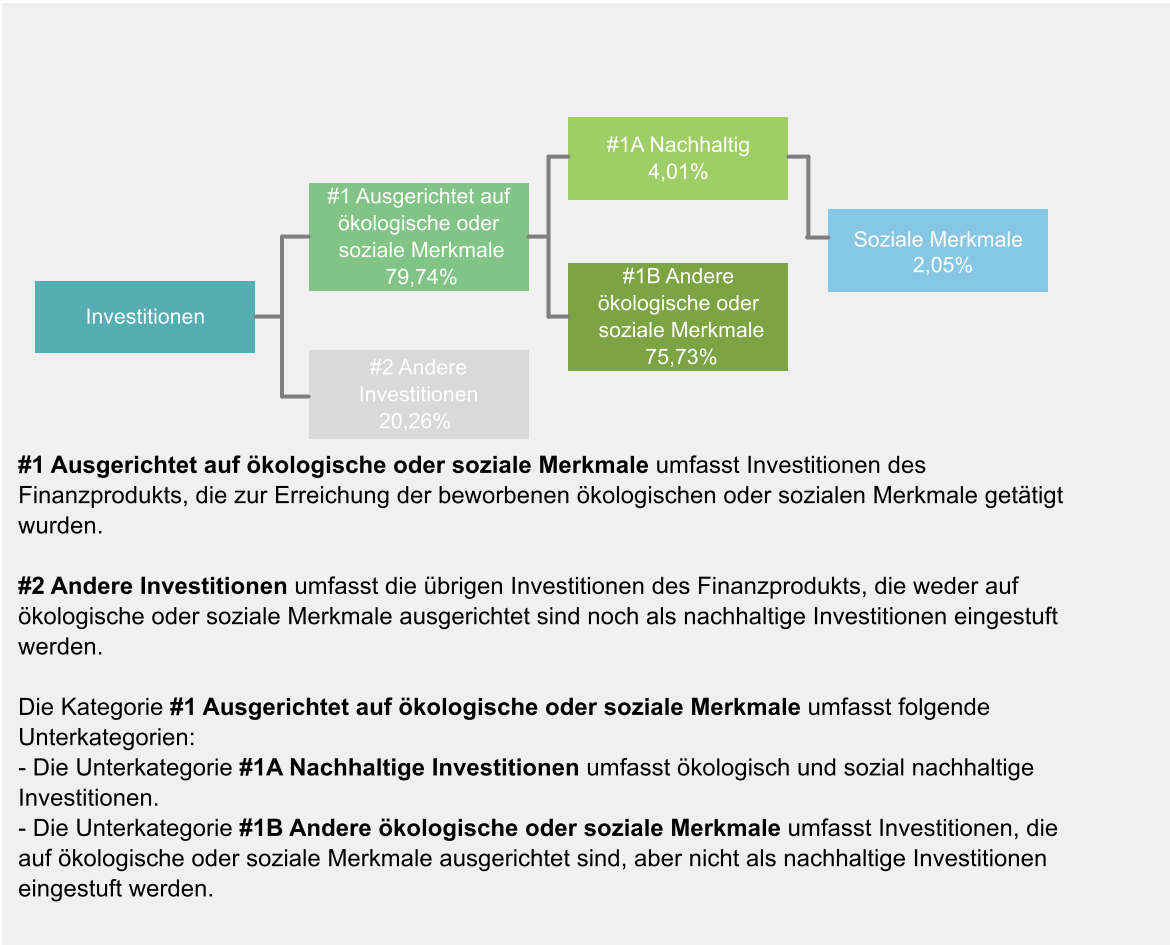 #1A Nachhaltig
4,01%
#1 Ausgerichtet auf
ökologische oder
soziale Merkmale
79,74%
Soziale Merkmale
2,05%
#1B Andere
ökologische oder
soziale Merkmale
75,73%
Investitionen
#2 Andere
Investitionen
20,26%
#1 Ausgerichtet auf ökologische oder soziale Merkmale umfasst Investitionen des
Finanzprodukts, die zur Erreichung der beworbenen ökologischen oder sozialen Merkmale getätigt
wurden.
#2 Andere Investitionen umfasst die übrigen Investitionen des Finanzprodukts, die weder auf
ökologische oder soziale Merkmale ausgerichtet sind noch als nachhaltige Investitionen eingestuft
werden.
Die Kategorie #1 Ausgerichtet auf ökologische oder soziale Merkmale umfasst folgende
Unterkategorien:
- Die Unterkategorie #1A Nachhaltige Investitionen umfasst ökologisch und sozial nachhaltige
Investitionen.
- Die Unterkategorie #1B Andere ökologische oder soziale Merkmale umfasst Investitionen, die
auf ökologische oder soziale Merkmale ausgerichtet sind, aber nicht als nachhaltige Investitionen
eingestuft werden.